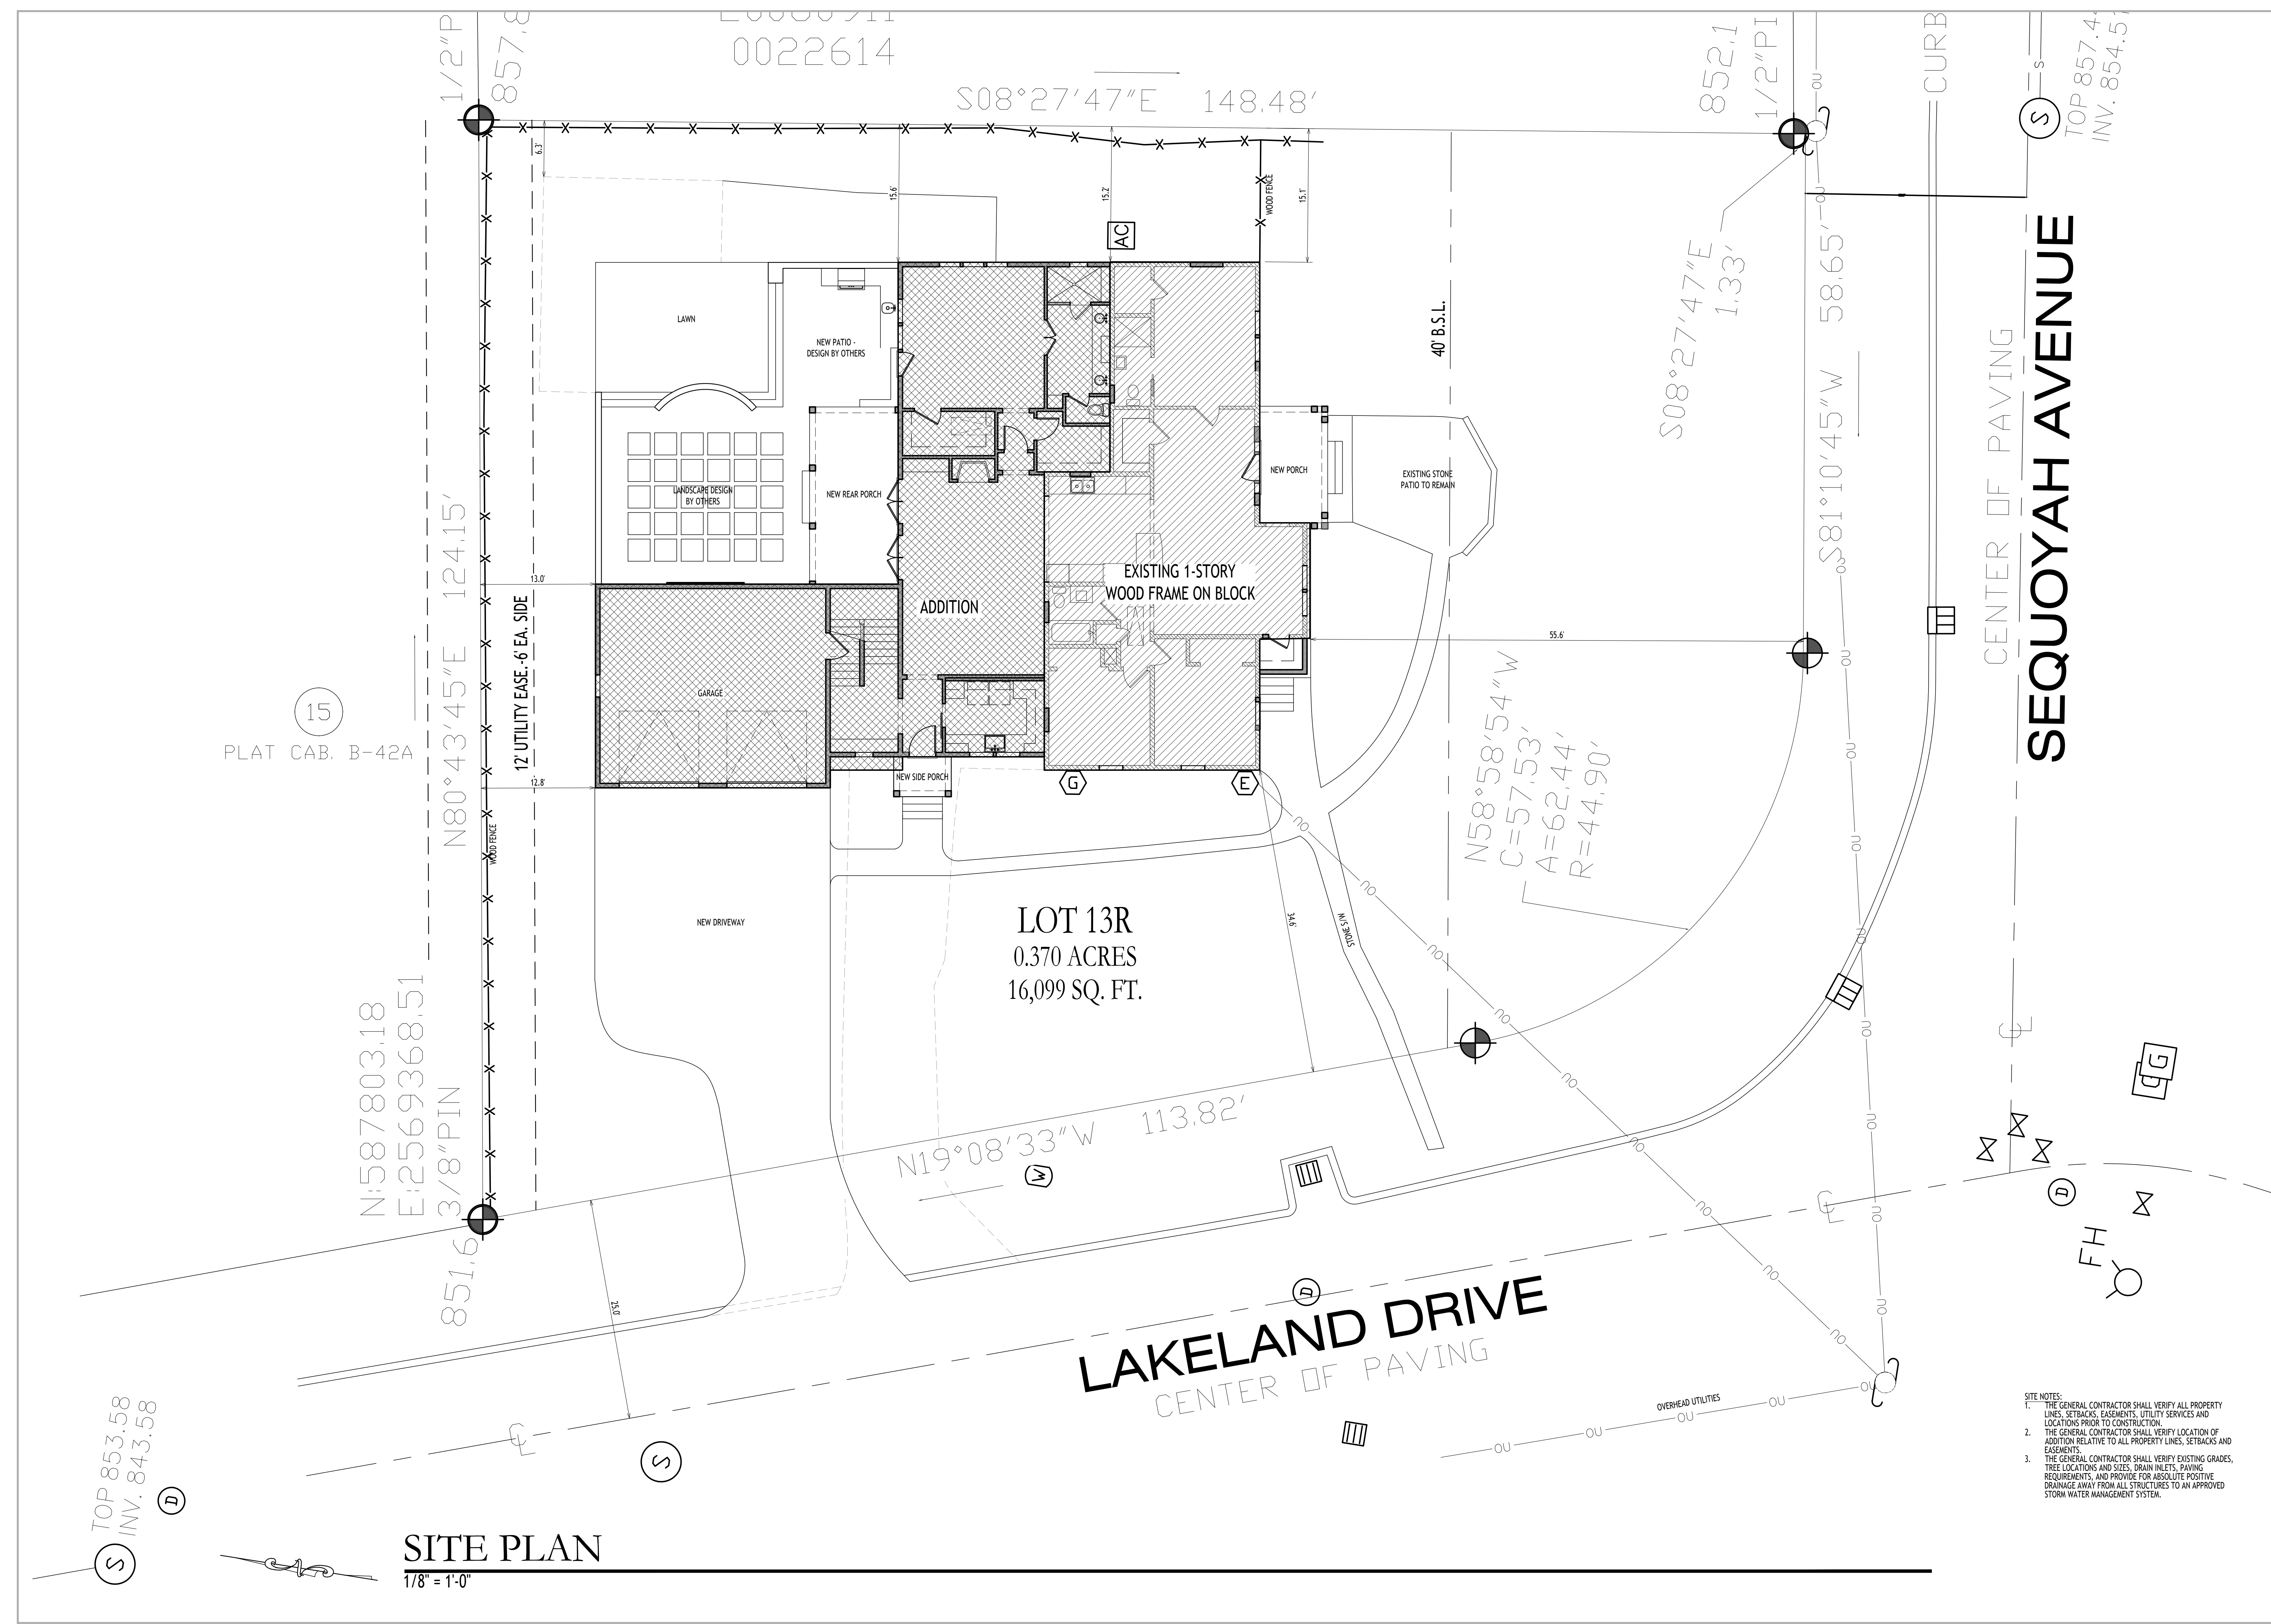 0022614
1/2"P
857.8
S08°27'47"E 148.48'
852.1
1/2"PI
OU
CURB
S
S
TOP 857.4
INV. 854.5
6.3'
15.6'
15.2'
15.1'
WOOD FENCE
AC
40' B.S.L.
S08°27'47"E
1.33'
S81°10'45"W 58.65'
CENTER OF PAVING
SEQUOYAH AVENUE
LAWN
NEW PATIO -
DESIGN BY OTHERS
LANDSCAPE DESIGN
BY OTHERS
NEW REAR PORCH
NEW PORCH
EXISTING STONE
PATIO TO REMAIN
13.0'
ADDITION
EXISTING 1-STORY
WOOD FRAME ON BLOCK
55.6'
GARAGE
12' UTILITY EASE.-6' EA. SIDE
N80°43'45"E 124.15'
15
PLAT CAB. B-42A
12.8'
NEW SIDE PORCH
G
E
WOOD FENCE
N58°58'54"W
C=57.53'
A=62.44'
R=44.90'
NEW DRIVEWAY
LOT 13R
0.370 ACRES
16,099 SQ. FT.
34.6'
STONE S/W
N:587803.18
E:2569368.51
3/8"PIN
851.6
N19°08'33"W 113.82'
W
25.0'
D
LAKELAND DRIVE
CENTER OF PAVING
OVERHEAD UTILITIES
OU
OU
OU
OU
G
G
D
FH
S
TOP 853.58
INV. 843.58
D
S
SITE PLAN
1/8" = 1'-0"
SITE NOTES:
1. THE GENERAL CONTRACTOR SHALL VERIFY ALL PROPERTY
LINES, SETBACKS, EASEMENTS, UTILITY SERVICES AND
LOCATIONS PRIOR TO CONSTRUCTION.
2. THE GENERAL CONTRACTOR SHALL VERIFY LOCATION OF
ADDITION RELATIVE TO ALL PROPERTY LINES, SETBACKS AND
EASEMENTS.
3. THE GENERAL CONTRACTOR SHALL VERIFY EXISTING GRADES,
TREE LOCATIONS AND SIZES, DRAIN INLETS, PAVING
REQUIREMENTS, AND PROVIDE FOR ABSOLUTE POSITIVE
DRAINAGE AWAY FROM ALL STRUCTURES TO AN APPROVED
STORM WATER MANAGEMENT SYSTEM.